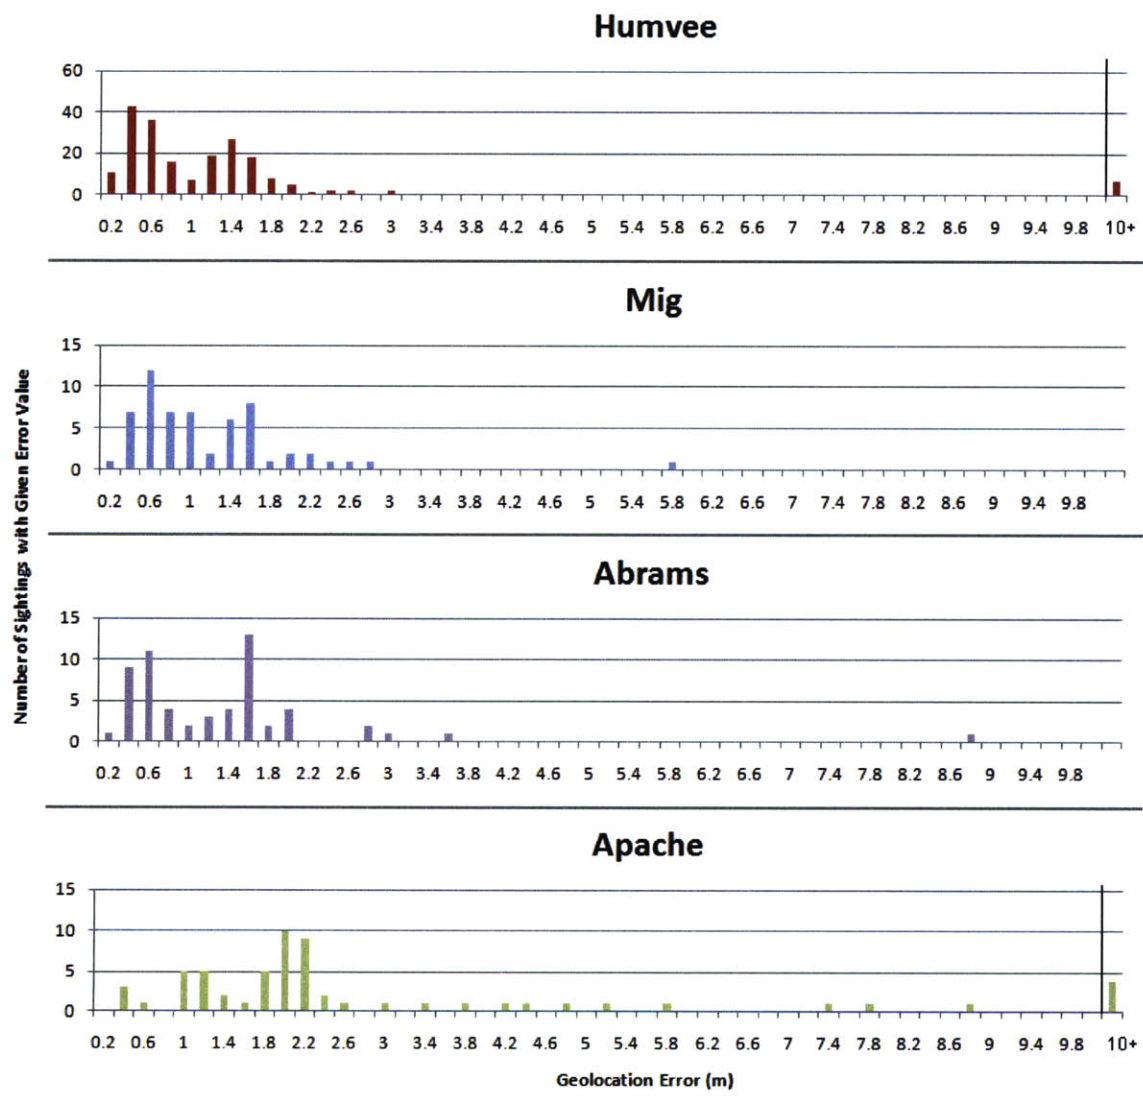 Humvee
60
40
20
0
0.2 0.6 1 1.4 1.8 2.2 2.6 3 3.4 3.8 4.2 4.6 5 5.4 5.8 6.2 6.6 7 7.4 7.8 8.2 8.6 9 9.4 9.8 10+
Mig
15
10
5
0
0.2 0.6 1 1.4 1.8 2.2 2.6 3 3.4 3.8 4.2 4.6 5 5.4 5.8 6.2 6.6 7 7.4 7.8 8.2 8.6 9 9.4 9.8
Number of Sightings with Given Error Value
Abrams
15
10
5
0
0.2 0.6 1 1.4 1.8 2.2 2.6 3 3.4 3.8 4.2 4.6 5 5.4 5.8 6.2 6.6 7 7.4 7.8 8.2 8.6 9 9.4 9.8
Apache
15
10
5
0
0.2 0.6 1 1.4 1.8 2.2 2.6 3 3.4 3.8 4.2 4.6 5 5.4 5.8 6.2 6.6 7 7.4 7.8 8.2 8.6 9 9.4 9.8 10+
Geolocation Error (m)